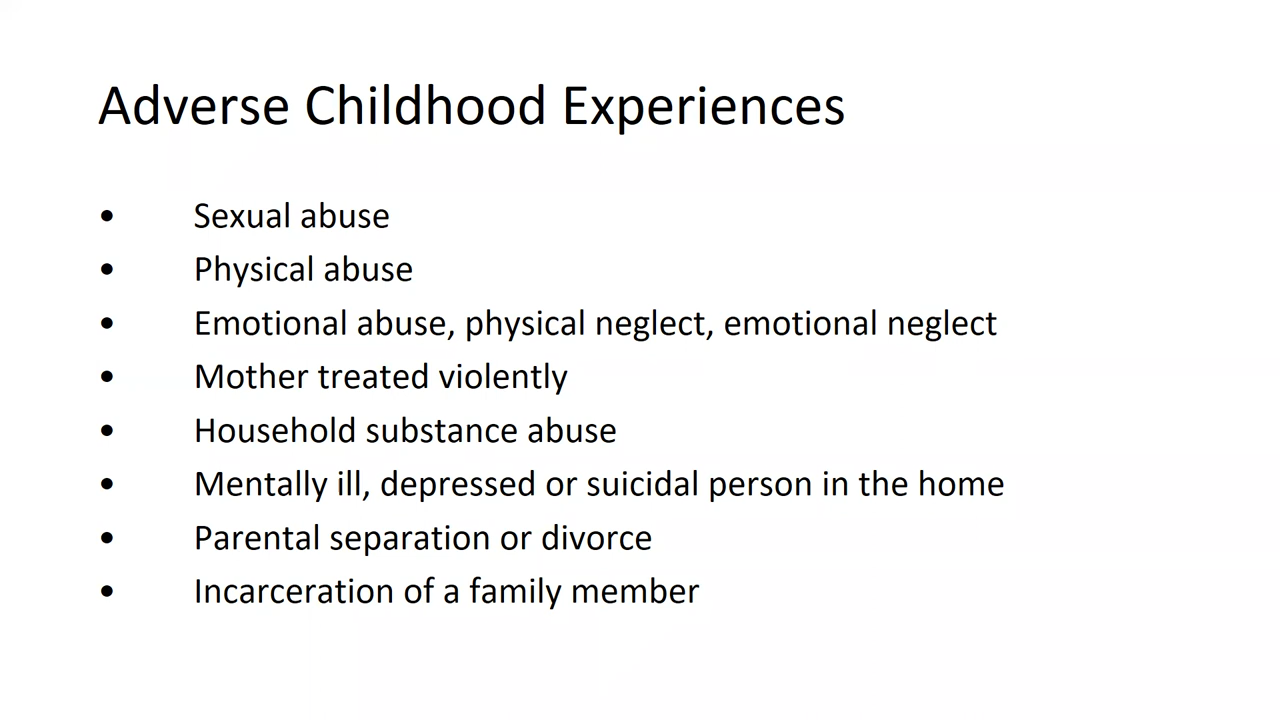 Adverse Childhood Experiences
• Sexual abuse
• Physical abuse
• Emotional abuse, physical neglect, emotional neglect
• Mother treated violently
• Household substance abuse
• Mentally ill, depressed or suicidal person in the home
• Parental separation or divorce
• Incarceration of a family member